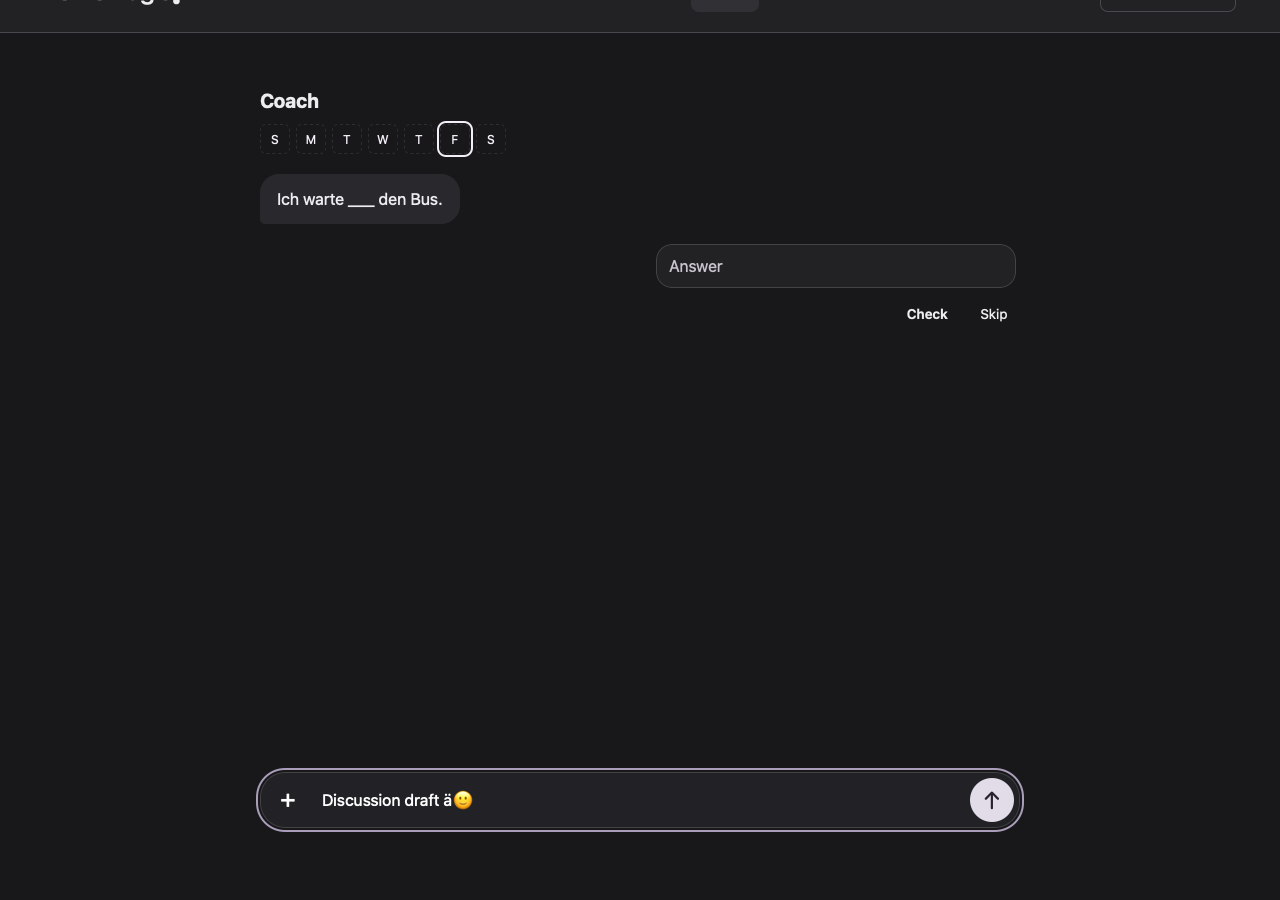 Coach
S M T W T F S
Ich warte ___ den Bus.
Answer
Check Skip
Discussion draft ä🙂